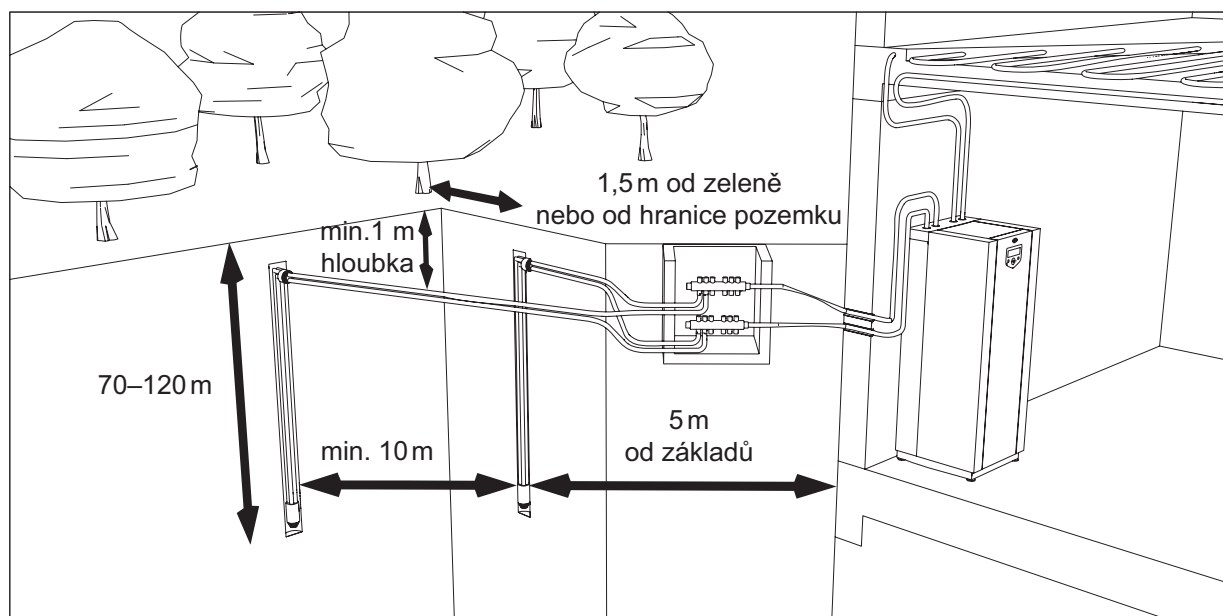 1,5 m od zeleně
nebo od hranice pozemku
min.1 m
hloubka
70–120 m
min. 10 m
5 m
od základů